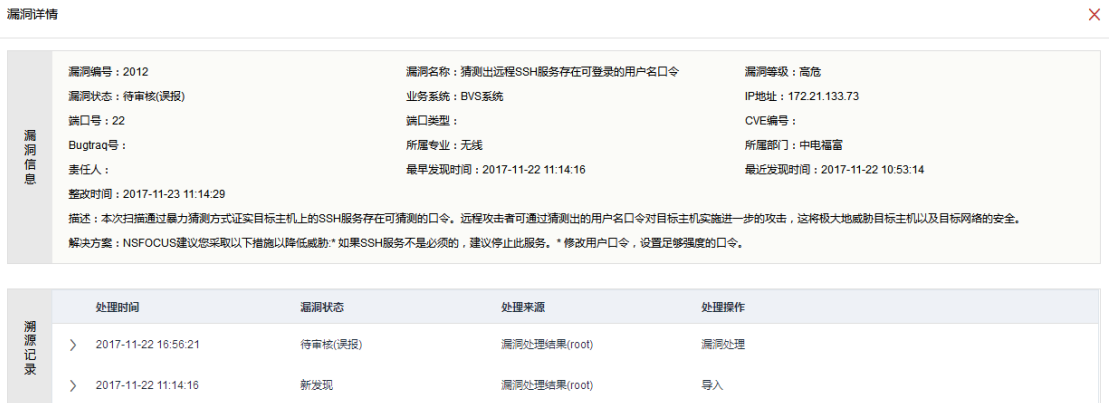 漏洞详情
漏洞信息
漏洞编号：2012 漏洞名称：猜测出远程SSH服务存在可登录的用户名口令 漏洞等级：高危
漏洞状态：待审核(误报) 业务系统：BVS系统 IP地址：172.21.133.73
端口号：22 端口类型： CVE编号：
Bugtraq号： 所属专业：无线 所属部门：中电福富
责任人： 最早发现时间：2017-11-22 11:14:16 最近发现时间：2017-11-22 10:53:14
整改时间：2017-11-23 11:14:29
描述：本次扫描通过暴力猜测方式证实目标主机上的SSH服务存在可猜测的口令。远程攻击者可通过猜测出的用户名口令对目标主机实施进一步的攻击，这将极大地威胁目标主机以及目标网络的安全。
解决方案：NSFOCUS建议您采取以下措施以降低威胁:* 如果SSH服务不是必须的，建议停止此服务。* 修改用户口令，设置足够强度的口令。
溯源记录
处理时间 漏洞状态 处理来源 处理操作
2017-11-22 16:56:21 待审核(误报) 漏洞处理结果(root) 漏洞处理
2017-11-22 11:14:16 新发现 漏洞处理结果(root) 导入